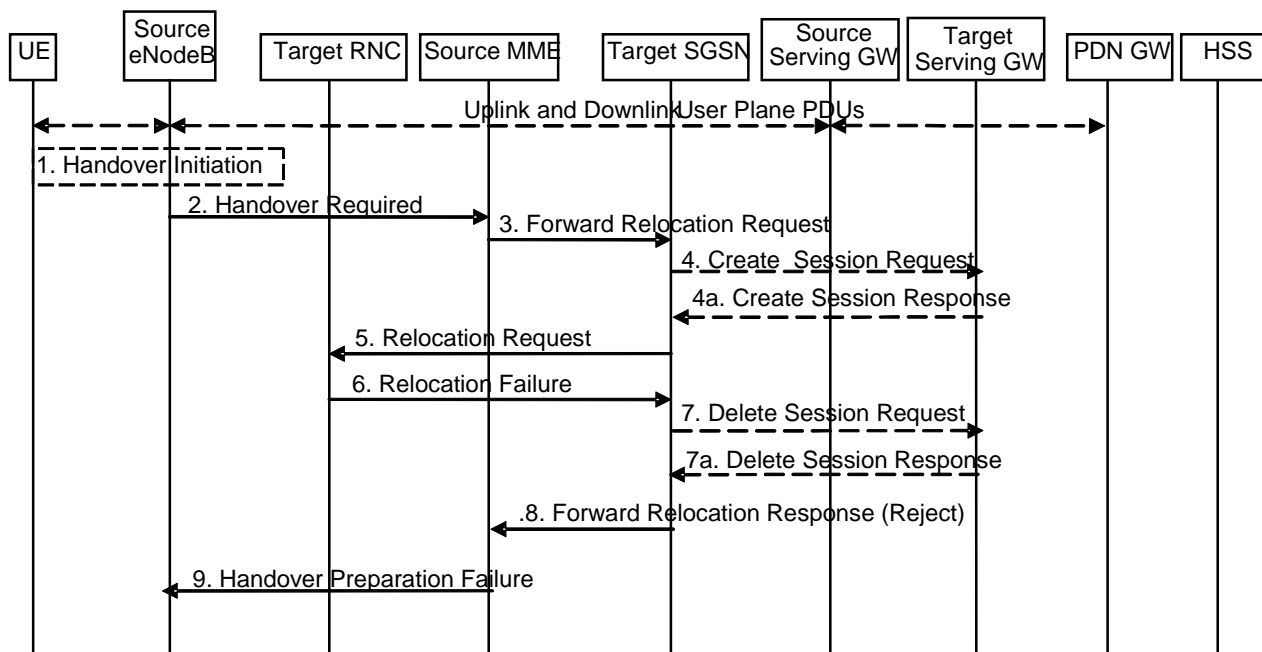 UE
Source
eNodeB
Target RNC
Source MME
Target SGSN
Source
Serving GW
Target
Serving GW
PDN GW
HSS
Uplink and Downlink User Plane PDUs
1. Handover Initiation
2. Handover Required
3. Forward Relocation Request
4. Create Session Request
4a. Create Session Response
5. Relocation Request
6. Relocation Failure
7. Delete Session Request
7a. Delete Session Response
.8. Forward Relocation Response (Reject)
9. Handover Preparation Failure